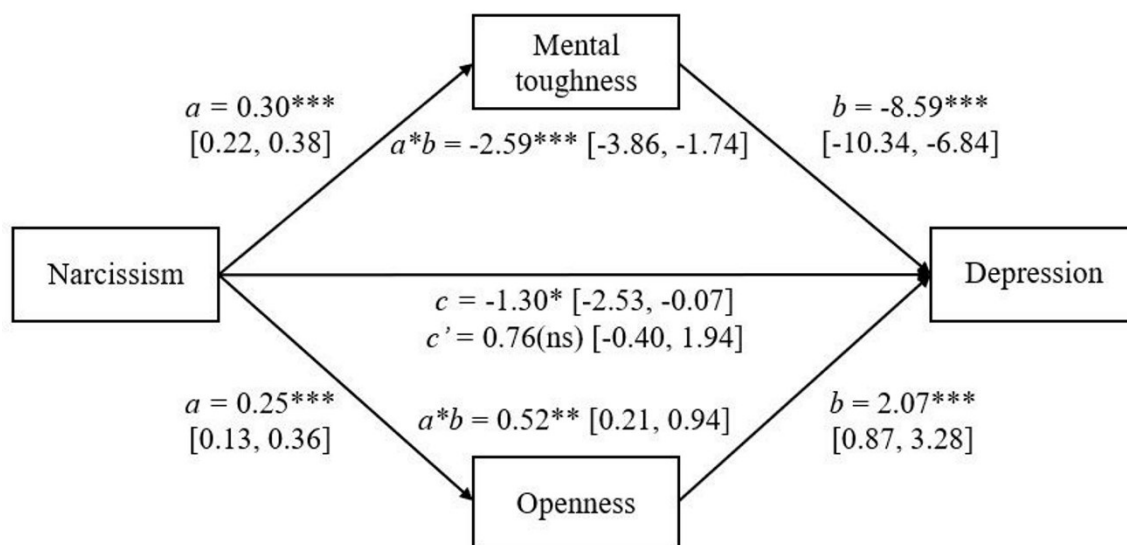 Mental
toughness
a = 0.30***
[0.22, 0.38]
b = -8.59***
[-10.34, -6.84]
a*b = -2.59*** [-3.86, -1.74]
Narcissism
Depression
c = -1.30* [-2.53, -0.07]
c’ = 0.76(ns) [-0.40, 1.94]
a = 0.25***
[0.13, 0.36]
a*b = 0.52** [0.21, 0.94]
b = 2.07***
[0.87, 3.28]
Openness